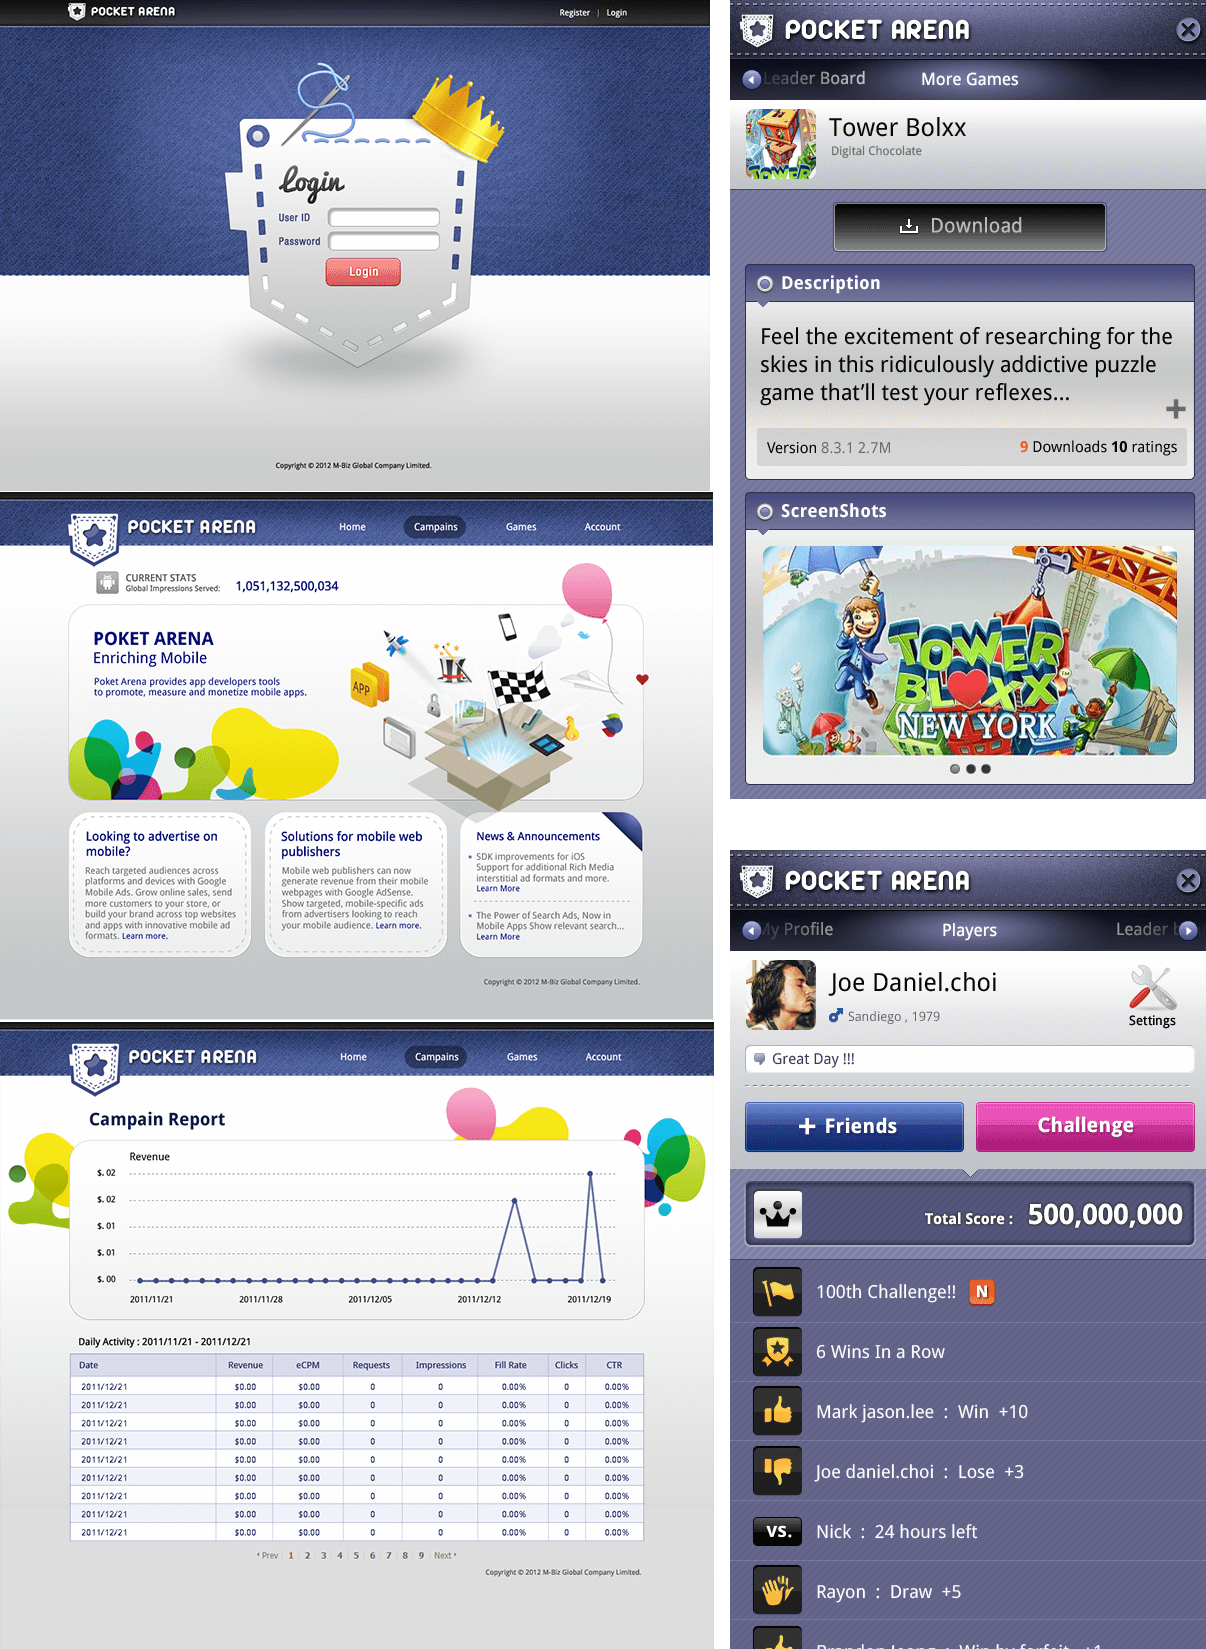 POCKET ARENA
Register | Login
Login
User ID
Password
Login
Copyright © 2012 M-Biz Global Company Limited.
POCKET ARENA
Home Campains Games Account
CURRENT STATS
Global Impressions Served: 1,051,132,500,034
POKET ARENA
Enriching Mobile
Poket Arena provides app developers tools
to promote, measure and monetize mobile apps.
APP
Looking to advertise on
mobile?
Reach targeted audiences across
platforms and devices with Google
Mobile Ads. Grow online sales, send
more customers to your store, or
build your brand across top websites
and apps with innovative mobile ad
formats. Learn more.
Solutions for mobile web
publishers
Mobile web publishers can now
generate revenue from their mobile
webpages with Google AdSense.
Show targeted, mobile-specific ads
from advertisers looking to reach
your mobile audience. Learn more.
News & Announcements
SDK improvements for iOS
Support for additional Rich Media
interstitial ad formats and more.
Learn More
The Power of Search Ads, Now in
Mobile Apps Show relevant search...
Learn More
Copyright © 2012 M-Biz Global Company Limited.
POCKET ARENA
Home Campains Games Account
Campain Report
Revenue
$. 02
$. 02
$. 01
$. 01
$. 00
2011/11/21 2011/11/28 2011/12/05 2011/12/12 2011/12/19
Daily Activity : 2011/11/21 - 2011/12/21
Date Revenue eCPM Requests Impressions Fill Rate Clicks CTR
2011/12/21 $0.00 $0.00 0 0 0.00% 0 0.00%
2011/12/21 $0.00 $0.00 0 0 0.00% 0 0.00%
2011/12/21 $0.00 $0.00 0 0 0.00% 0 0.00%
2011/12/21 $0.00 $0.00 0 0 0.00% 0 0.00%
2011/12/21 $0.00 $0.00 0 0 0.00% 0 0.00%
2011/12/21 $0.00 $0.00 0 0 0.00% 0 0.00%
2011/12/21 $0.00 $0.00 0 0 0.00% 0 0.00%
2011/12/21 $0.00 $0.00 0 0 0.00% 0 0.00%
2011/12/21 $0.00 $0.00 0 0 0.00% 0 0.00%
Prev 1 2 3 4 5 6 7 8 9 Next
Copyright © 2012 M-Biz Global Company Limited.
POCKET ARENA
Leader Board More Games
TOWER
Tower Bolxx
Digital Chocolate
Download
Description
Feel the excitement of researching for the
skies in this ridiculously addictive puzzle
game that'll test your reflexes...
Version 8.3.1 2.7M 9 Downloads 10 ratings
ScreenShots
TOWER
BLOXX
NEW YORK
POCKET ARENA
My Profile Players Leader
Joe Daniel.choi
Sandiego , 1979
Settings
Great Day !!!
+ Friends
Challenge
Total Score : 500,000,000
100th Challenge!! N
6 Wins In a Row
Mark jason.lee : Win +10
Joe daniel.choi : Lose +3
VS. Nick : 24 hours left
Rayon : Draw +5